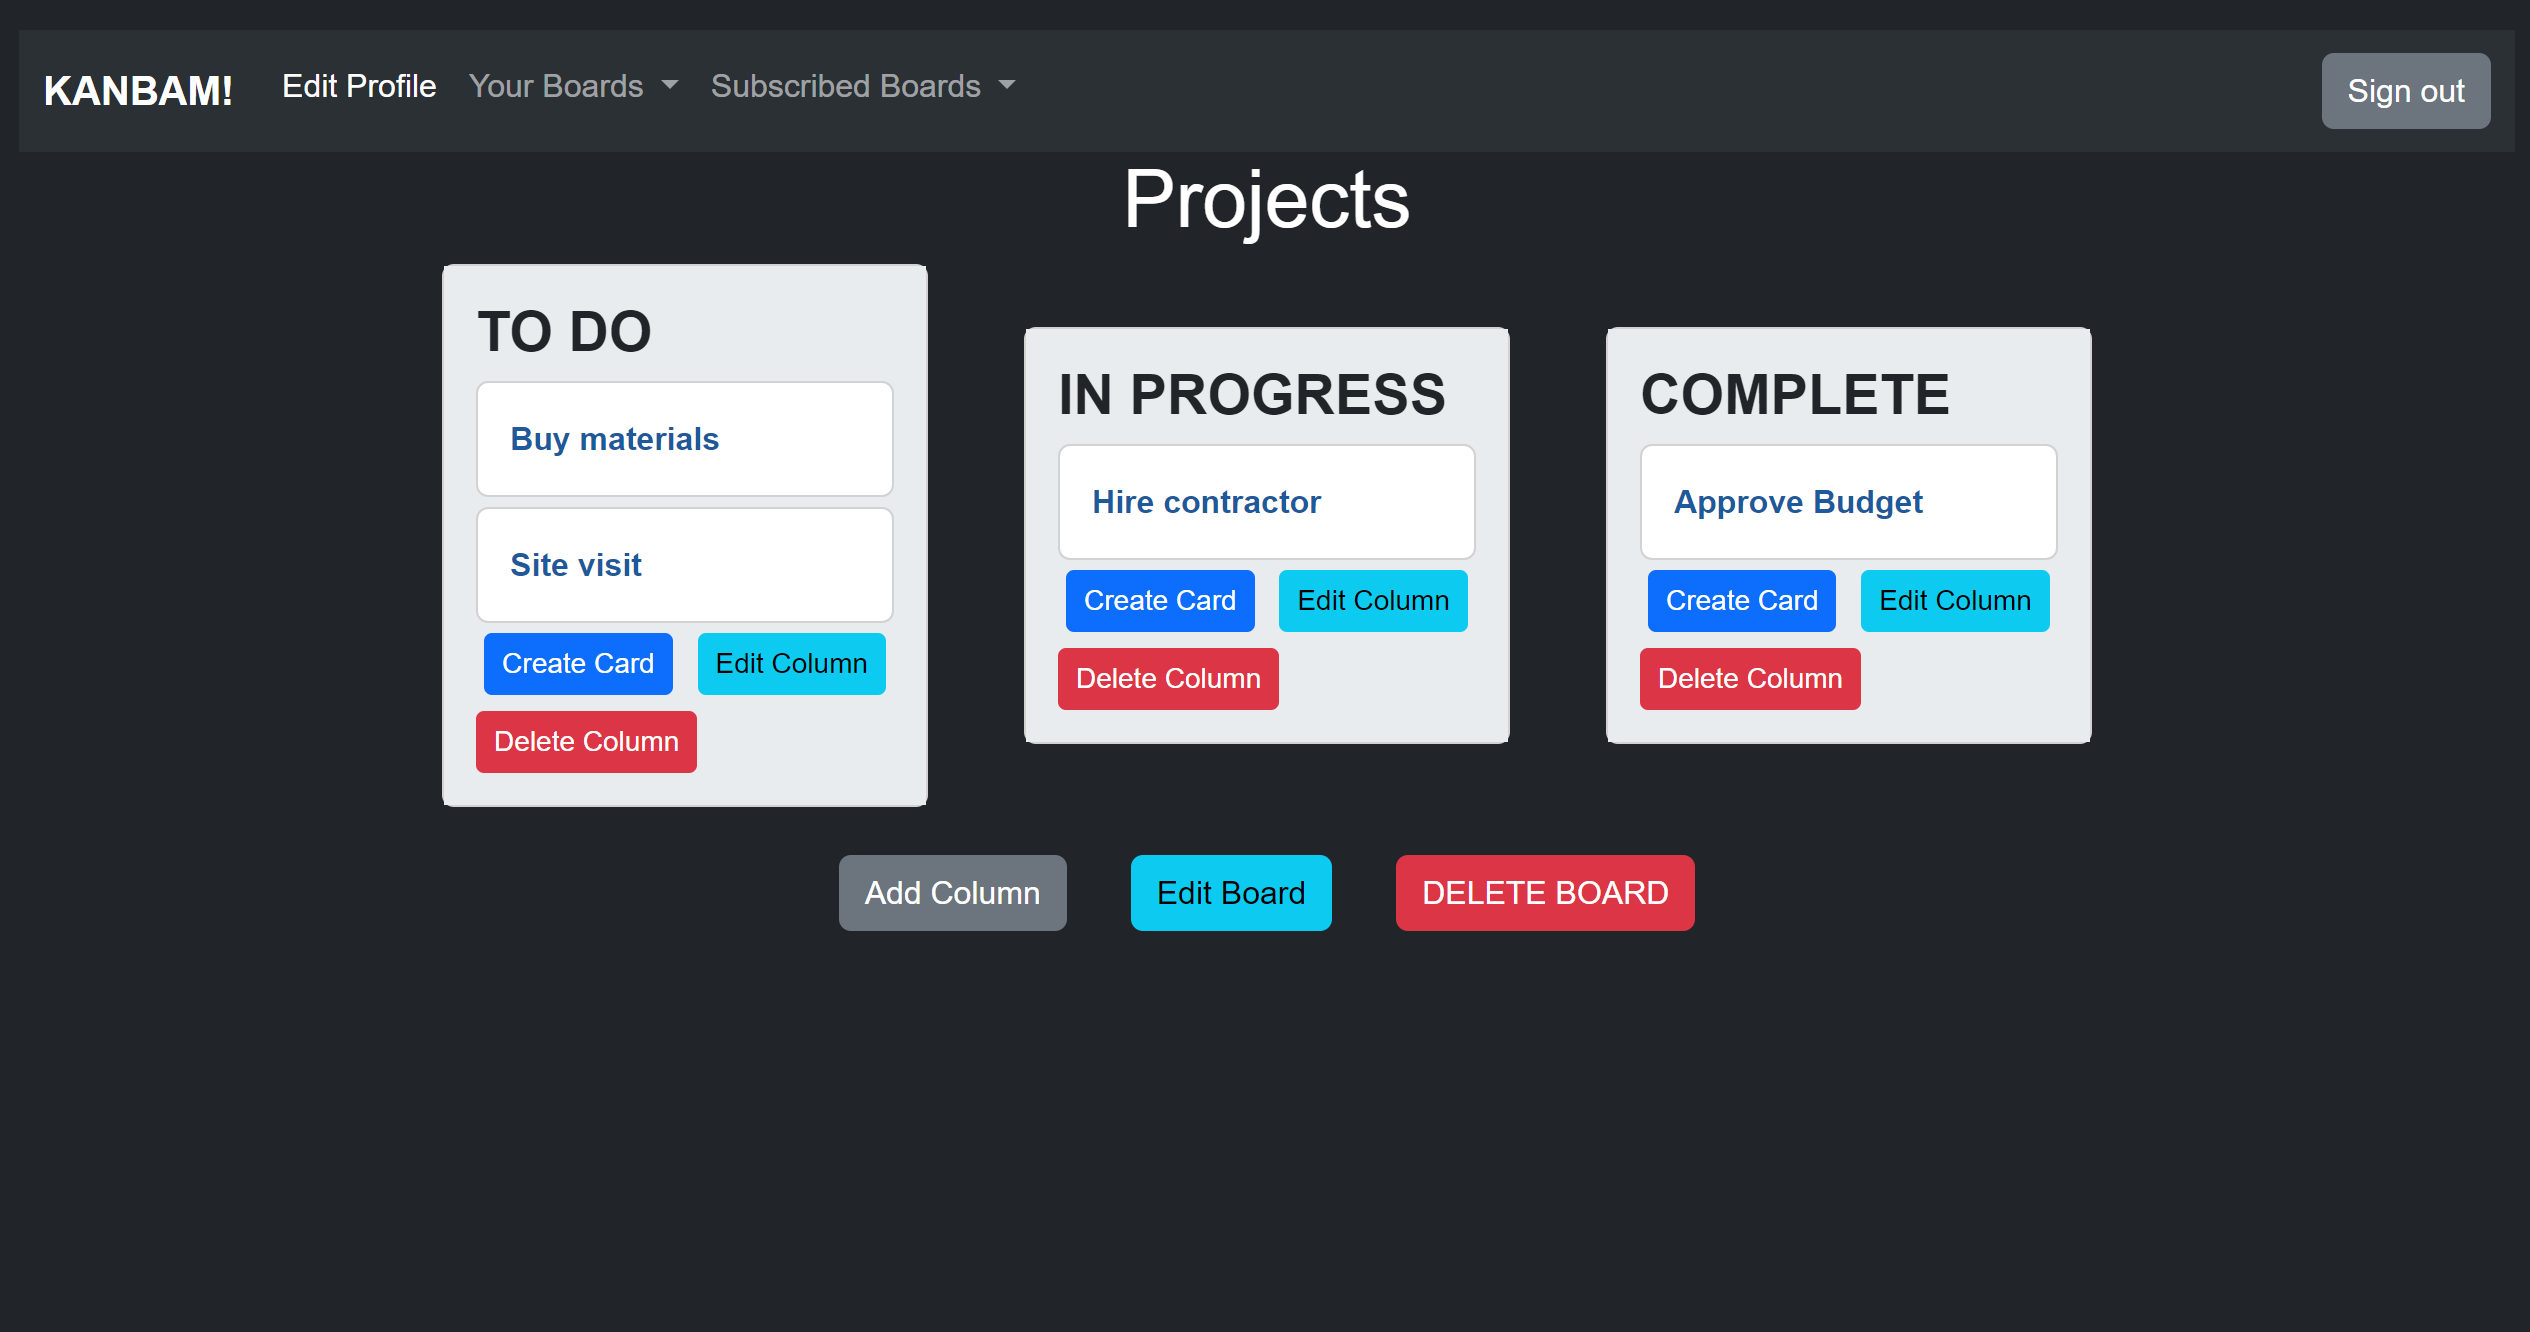 KANBAM! Edit Profile Your Boards Subscribed Boards Sign out
Projects
TO DO
Buy materials
Site visit
Create Card Edit Column
Delete Column
IN PROGRESS
Hire contractor
Create Card Edit Column
Delete Column
COMPLETE
Approve Budget
Create Card Edit Column
Delete Column
Add Column Edit Board DELETE BOARD